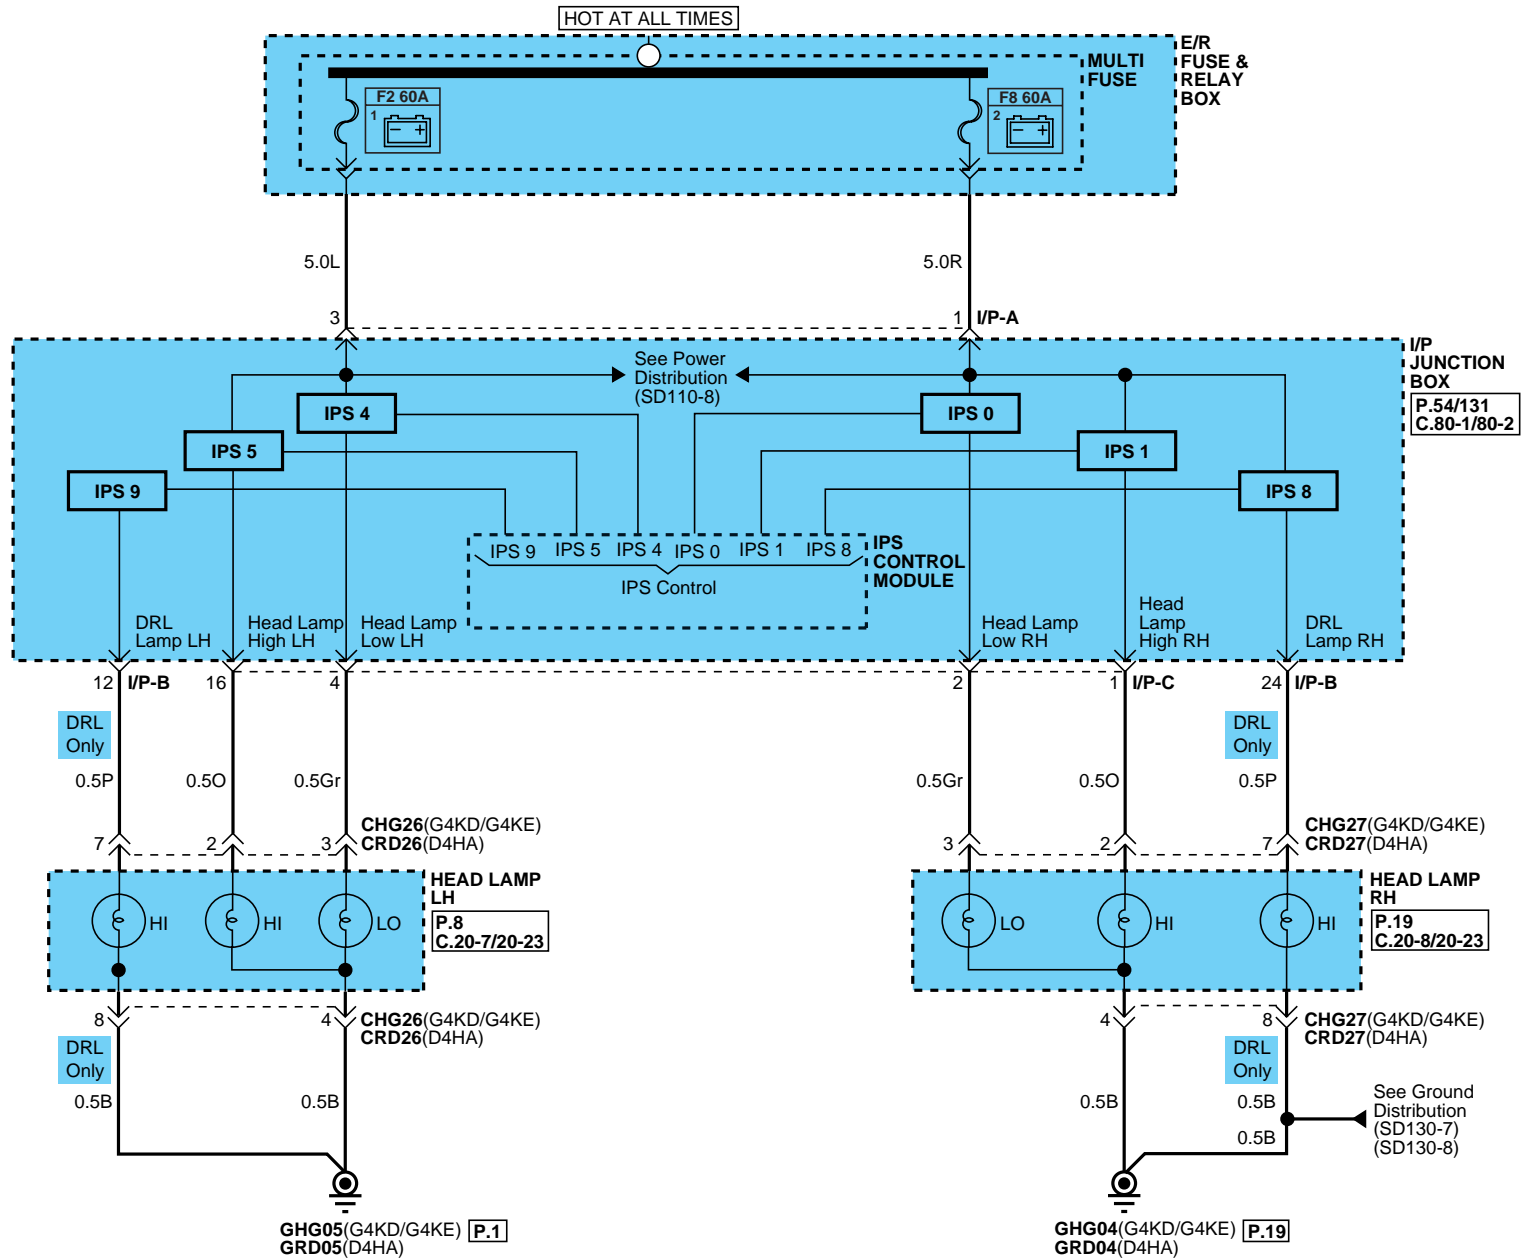 HOT AT ALL TIMES
E/R
FUSE &
RELAY
BOX
MULTI
FUSE
F2 60A
1
F8 60A
2
5.0L
5.0R
3
1
I/P-A
I/P
JUNCTION
BOX
P.54/131
C.80-1/80-2
See Power
Distribution
(SD110-8)
IPS 4
IPS 0
IPS 5
IPS 1
IPS 9
IPS 8
IPS 9 IPS 5 IPS 4 IPS 0 IPS 1 IPS 8
IPS Control
IPS
CONTROL
MODULE
DRL
Lamp LH
Head Lamp
High LH
Head Lamp
Low LH
Head Lamp
Low RH
Head
Lamp
High RH
DRL
Lamp RH
12 I/P-B
16
4
2
1 I/P-C
24 I/P-B
DRL
Only
DRL
Only
0.5P
0.5O
0.5Gr
0.5Gr
0.5O
0.5P
7
2
3
CHG26(G4KD/G4KE)
CRD26(D4HA)
3
2
7
CHG27(G4KD/G4KE)
CRD27(D4HA)
HI
HI
LO
HEAD LAMP
LH
P.8
C.20-7/20-23
LO
HI
HI
HEAD LAMP
RH
P.19
C.20-8/20-23
8
4
CHG26(G4KD/G4KE)
CRD26(D4HA)
4
8
CHG27(G4KD/G4KE)
CRD27(D4HA)
DRL
Only
DRL
Only
0.5B
0.5B
0.5B
0.5B
0.5B
See Ground
Distribution
(SD130-7)
(SD130-8)
GHG05(G4KD/G4KE) P.1
GRD05(D4HA)
GHG04(G4KD/G4KE) P.19
GRD04(D4HA)